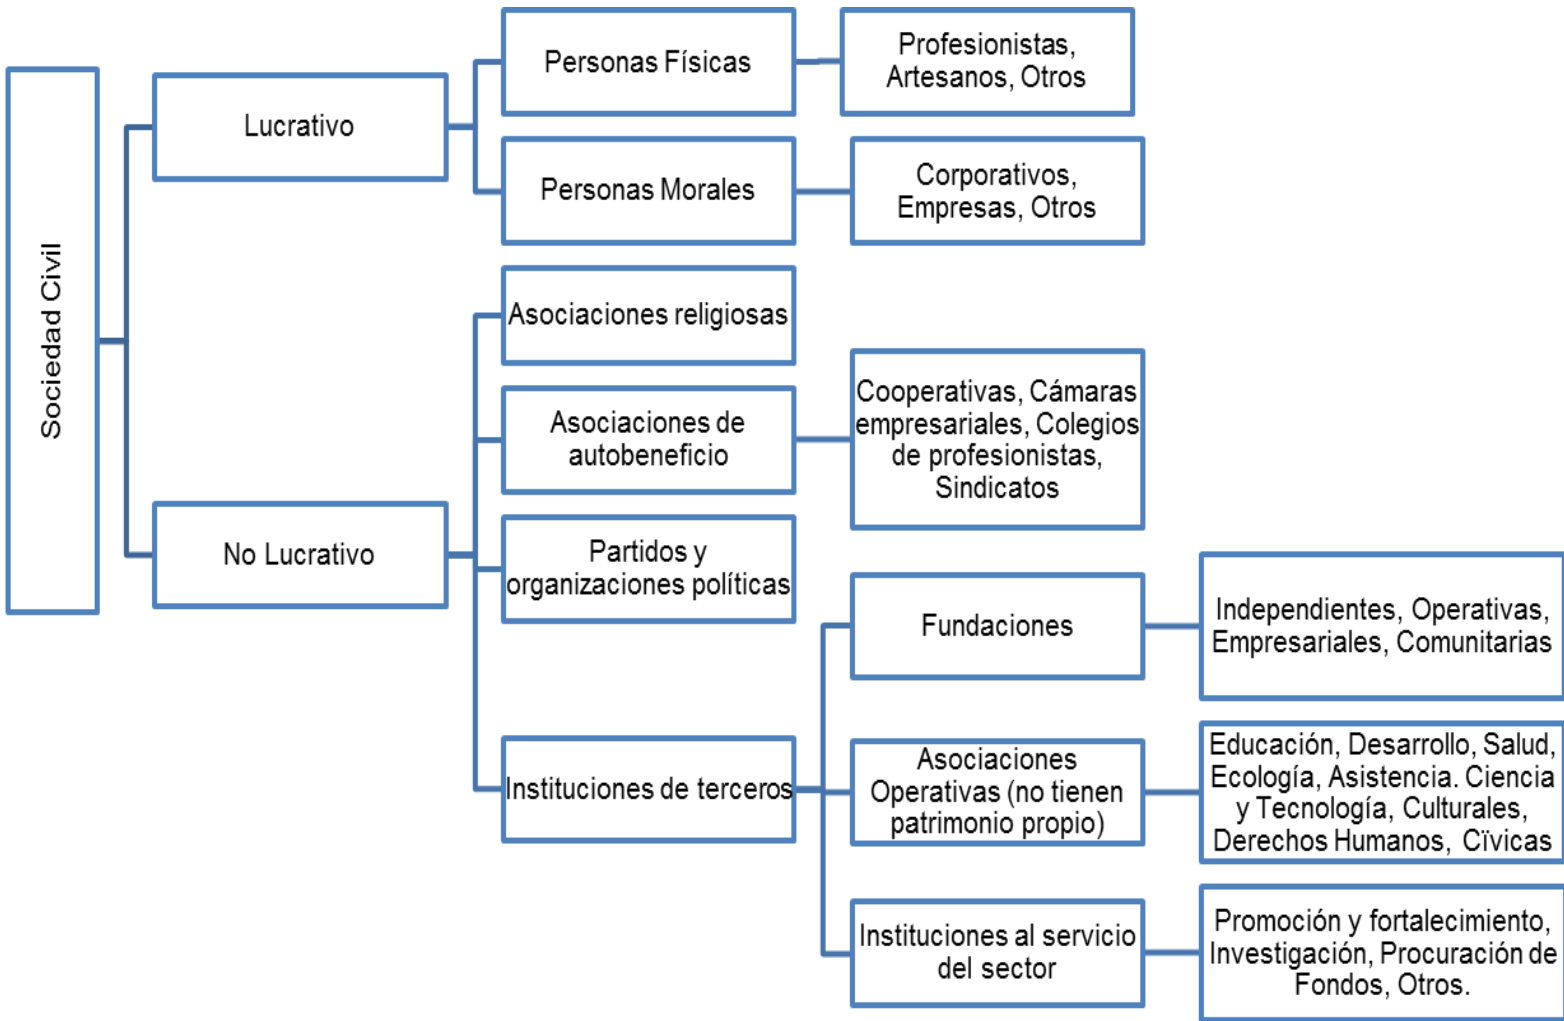 Sociedad Civil
Lucrativo
Personas Físicas
Profesionistas,
Artesanos, Otros
Personas Morales
Corporativos,
Empresas, Otros
No Lucrativo
Asociaciones religiosas
Asociaciones de
autobeneficio
Cooperativas, Cámaras
empresariales, Colegios
de profesionistas,
Sindicatos
Partidos y
organizaciones políticas
Instituciones de terceros
Fundaciones
Independientes, Operativas,
Empresariales, Comunitarias
Asociaciones
Operativas (no tienen
patrimonio propio)
Educación, Desarrollo, Salud,
Ecología, Asistencia. Ciencia
y Tecnología, Culturales,
Derechos Humanos, Cïvicas
Instituciones al servicio
del sector
Promoción y fortalecimiento,
Investigación, Procuración de
Fondos, Otros.